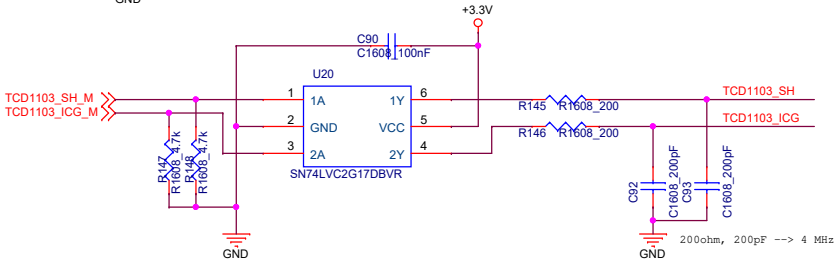 GND
+3.3V
C90
C1608_100nF
U20
TCD1103_SH_M
TCD1103_ICG_M
1
1A
1Y
6
2
GND
VCC
5
3
2A
2Y
4
SN74LVC2G17DBVR
R145
R1608_200
R146
R1608_200
TCD1103_SH
TCD1103_ICG
R147
R1608_4.7k
R148
R1608_4.7k
C92
C1608_200pF
C93
C1608_200pF
GND
GND
200ohm, 200pF --> 4 MHz